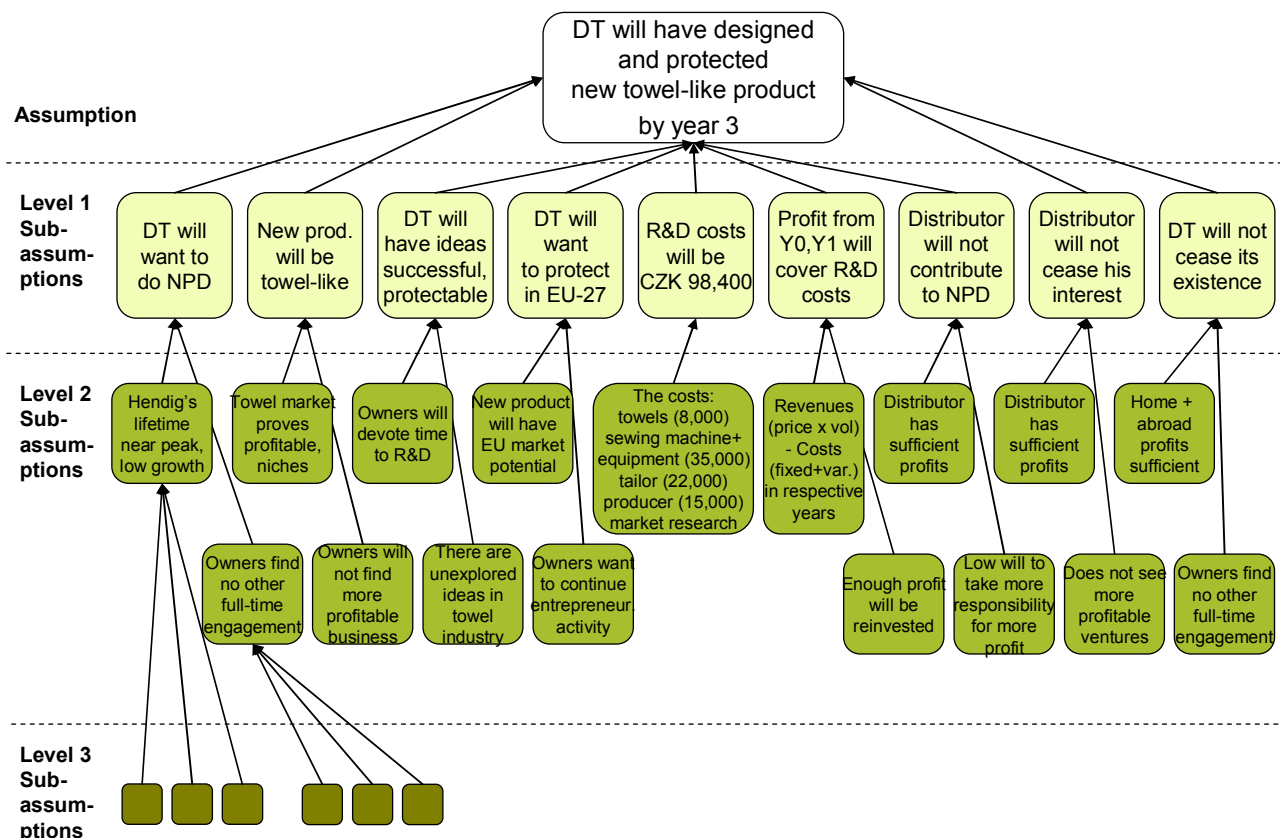 DT will have designed
and protected
new towel-like product
by year 3
Assumption
Level 1
Sub-
assum-
ptions
DT will
want to
do NPD
New prod.
will be
towel-like
DT will
have ideas
successful,
protectable
DT will
want
to protect
in EU-27
R&D costs
will be
CZK 98,400
Profit from
Y0,Y1 will
cover R&D
costs
Distributor
will not
contribute
to NPD
Distributor
will not
cease his
interest
DT will not
cease its
existence
Level 2
Sub-
assum-
ptions
Hendig's
lifetime
near peak,
low growth
Towel market
proves
profitable,
niches
Owners will
devote time
to R&D
New product
will have
EU market
potential
The costs:
towels (8,000)
sewing machine+
equipment (35,000)
tailor (22,000)
producer (15,000)
market research
Revenues
(price x vol)
- Costs
(fixed+var.)
in respective
years
Distributor
has
sufficient
profits
Distributor
has
sufficient
profits
Home +
abroad
profits
sufficient
Owners find
no other
full-time
engagement
Owners will
not find
more
profitable
business
There are
unexplored
ideas in
towel
industry
Owners want
to continue
entrepreneur.
activity
Enough profit
will be
reinvested
Low will to
take more
responsibility
for more
profit
Does not see
more
profitable
ventures
Owners find
no other
full-time
engagement
Level 3
Sub-
assum-
ptions